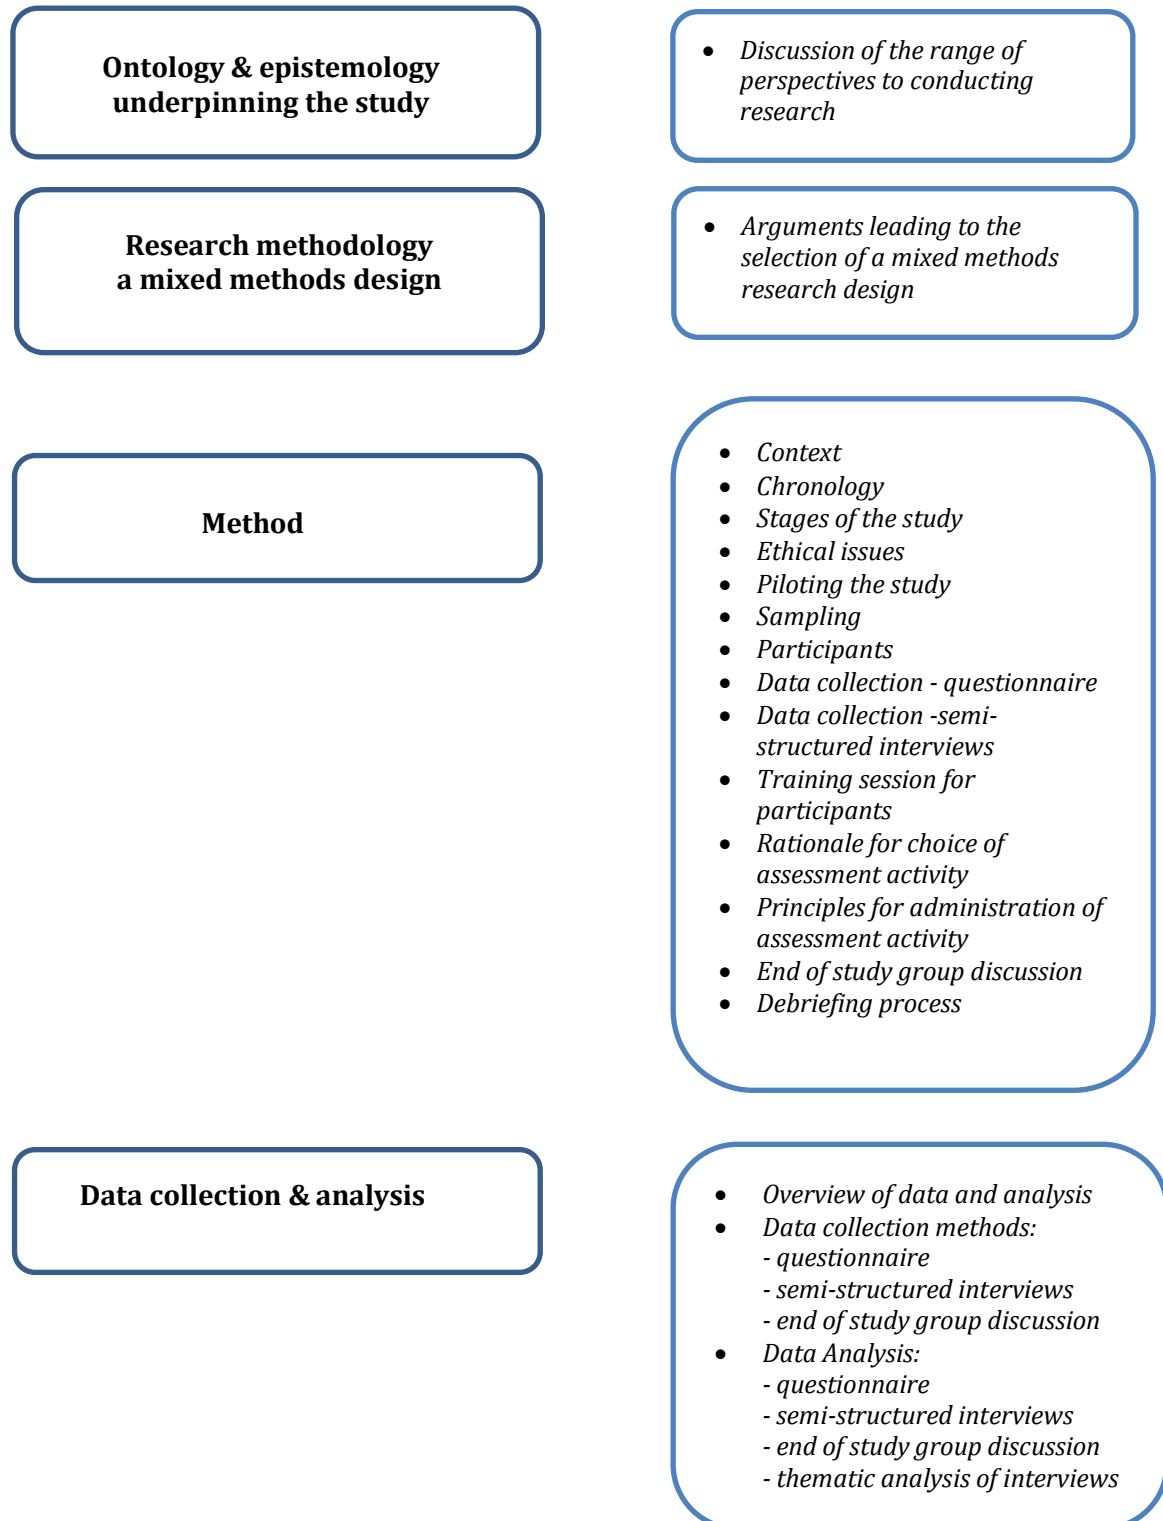 Ontology & epistemology
underpinning the study
• Discussion of the range of
perspectives to conducting
research
Research methodology
a mixed methods design
• Arguments leading to the
selection of a mixed methods
research design
Method
• Context
• Chronology
• Stages of the study
• Ethical issues
• Piloting the study
• Sampling
• Participants
• Data collection - questionnaire
• Data collection -semi-
structured interviews
• Training session for
participants
• Rationale for choice of
assessment activity
• Principles for administration of
assessment activity
• End of study group discussion
• Debriefing process
Data collection & analysis
• Overview of data and analysis
• Data collection methods:
- questionnaire
- semi-structured interviews
- end of study group discussion
• Data Analysis:
- questionnaire
- semi-structured interviews
- end of study group discussion
- thematic analysis of interviews